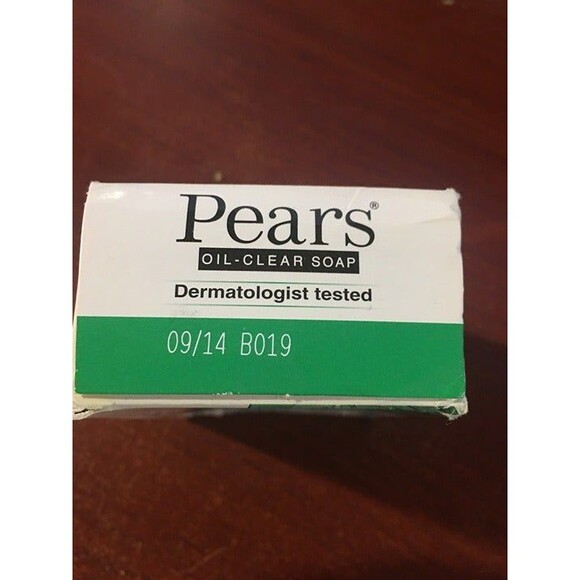 Pears®
OIL-CLEAR SOAP
Dermatologist tested
09/14 B019